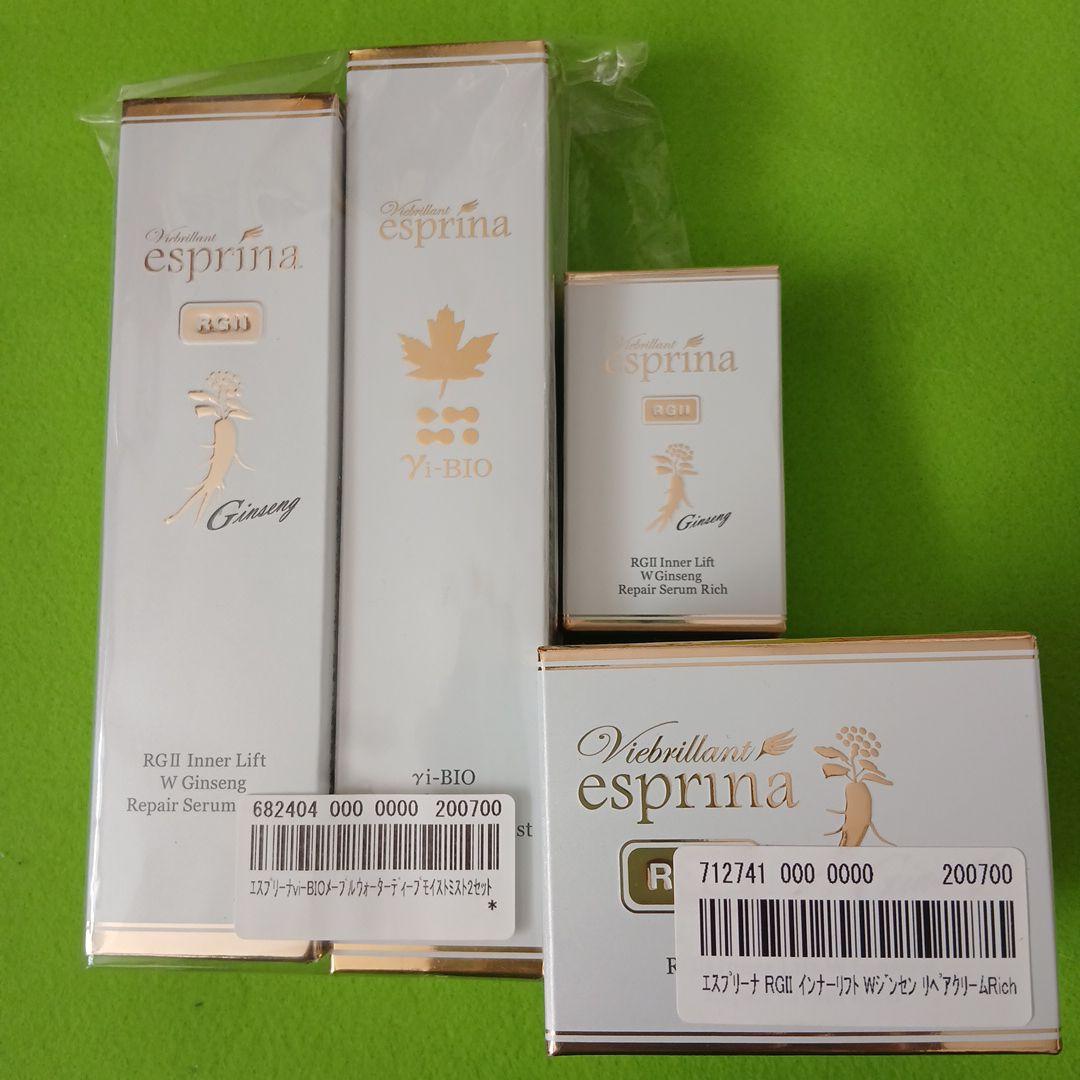 Viebrillant
esprina
RGII
Ginseng
RGII Inner Lift
W Ginseng
Repair Serum
Viebrillant
esprina
γi-BIO
γi-BIO
st
682404 000 0000 200700
ｴｽﾌﾟﾘｰﾅvi-BIOﾒｰﾌﾟﾙｳｫｰﾀｰﾃﾞｨｰﾌﾟﾓｲｽﾄﾐｽﾄ2ｾｯﾄ
*
Viebrillant
esprina
RGII
Ginseng
RGII Inner Lift
W Ginseng
Repair Serum Rich
Viebrillant
esprina
R
R
712741 000 0000 200700
ｴｽﾌﾟﾘｰﾅ RGII ｲﾝﾅｰﾘﾌﾄ Wｼﾞﾝｾﾝ ﾘﾍﾟｱｸﾘｰﾑRich